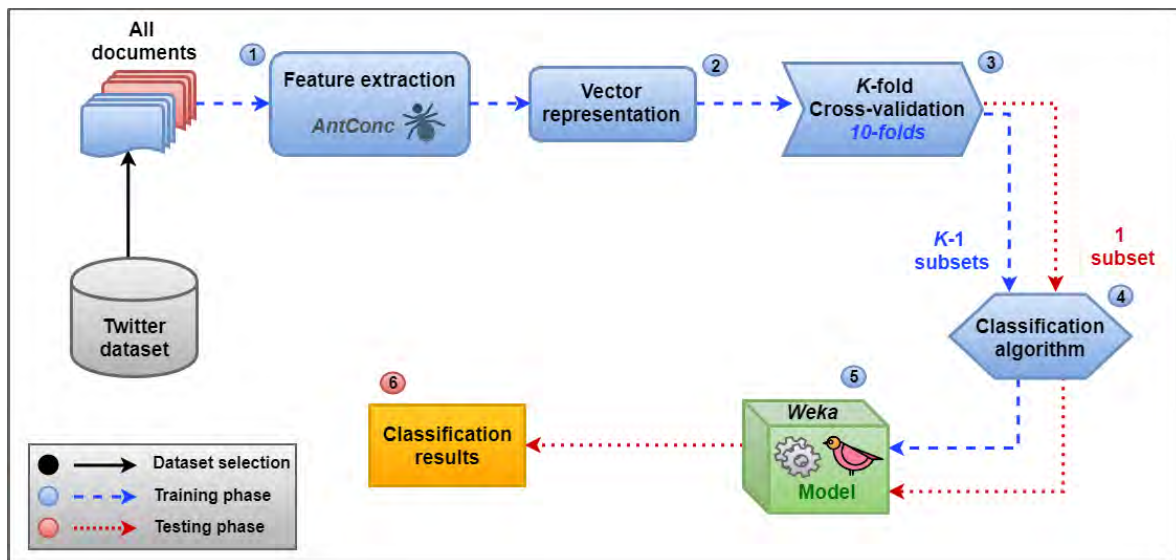 All
documents
1
Feature extraction
AntConc
Vector
representation
2
K-fold
Cross-validation
10-folds
3
K-1
subsets
1
subset
Twitter
dataset
4
Classification
algorithm
5
Weka
Model
6
Classification
results
Dataset selection
Training phase
Testing phase